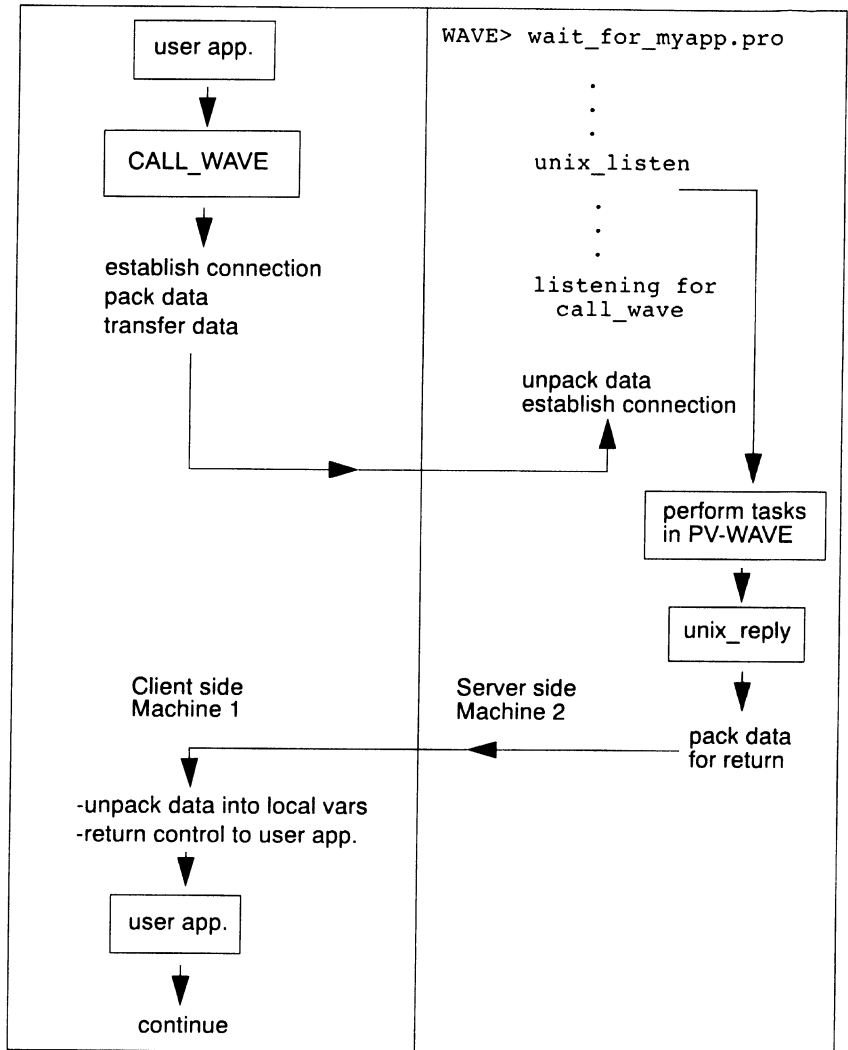 user app.
CALL_WAVE
establish connection
pack data
transfer data
WAVE> wait_for_myapp.pro
.
.
.
unix_listen
.
.
.
listening for
call_wave
unpack data
establish connection
perform tasks
in PV-WAVE
unix_reply
pack data
for return
Client side
Machine 1
Server side
Machine 2
-unpack data into local vars
-return control to user app.
user app.
continue